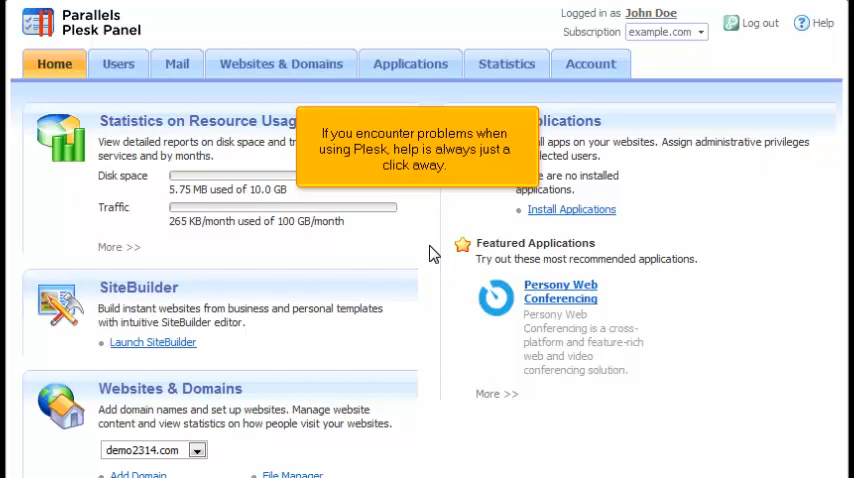 Parallels
Plesk Panel
Logged in as John Doe
Subscription example.com
Log out
Help
Home
Users
Mail
Websites & Domains
Applications
Statistics
Account
Statistics on Resource Usag
View detailed reports on disk space and tr
services and by months.
Disk space
5.75 MB used of 10.0 GB
Traffic
265 KB/month used of 100 GB/month
More >>
If you encounter problems when
using Plesk, help is always just a
click away.
SiteBuilder
Build instant websites from business and personal templates
with intuitive SiteBuilder editor.
Launch SiteBuilder
Websites & Domains
Add domain names and set up websites. Manage website
content and view statistics on how people visit your websites.
demo2314.com
Add Domain
File Manager
plications
ll apps on your websites. Assign administrative privileges
lected users.
e are no installed
applications.
Install Applications
Featured Applications
Try out these most recommended applications.
Persony Web
Conferencing
Persony Web
Conferencing is a cross-
platform and feature-rich
web and video
conferencing solution.
More >>